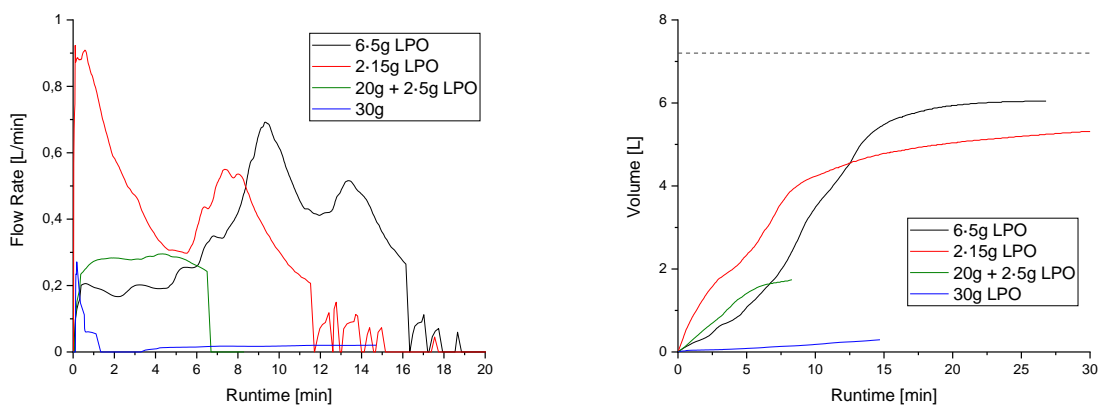 1
0,8
0,6
0,4
0,2
0
Flow Rate [L/min]
6·5g LPO
2·15g LPO
20g + 2·5g LPO
30g
0 2 4 6 8 10 12 14 16 18 20
Runtime [min]
8
6
4
2
0
Volume [L]
6·5g LPO
2·15g LPO
20g + 2·5g LPO
30g LPO
0 5 10 15 20 25 30
Runtime [min]